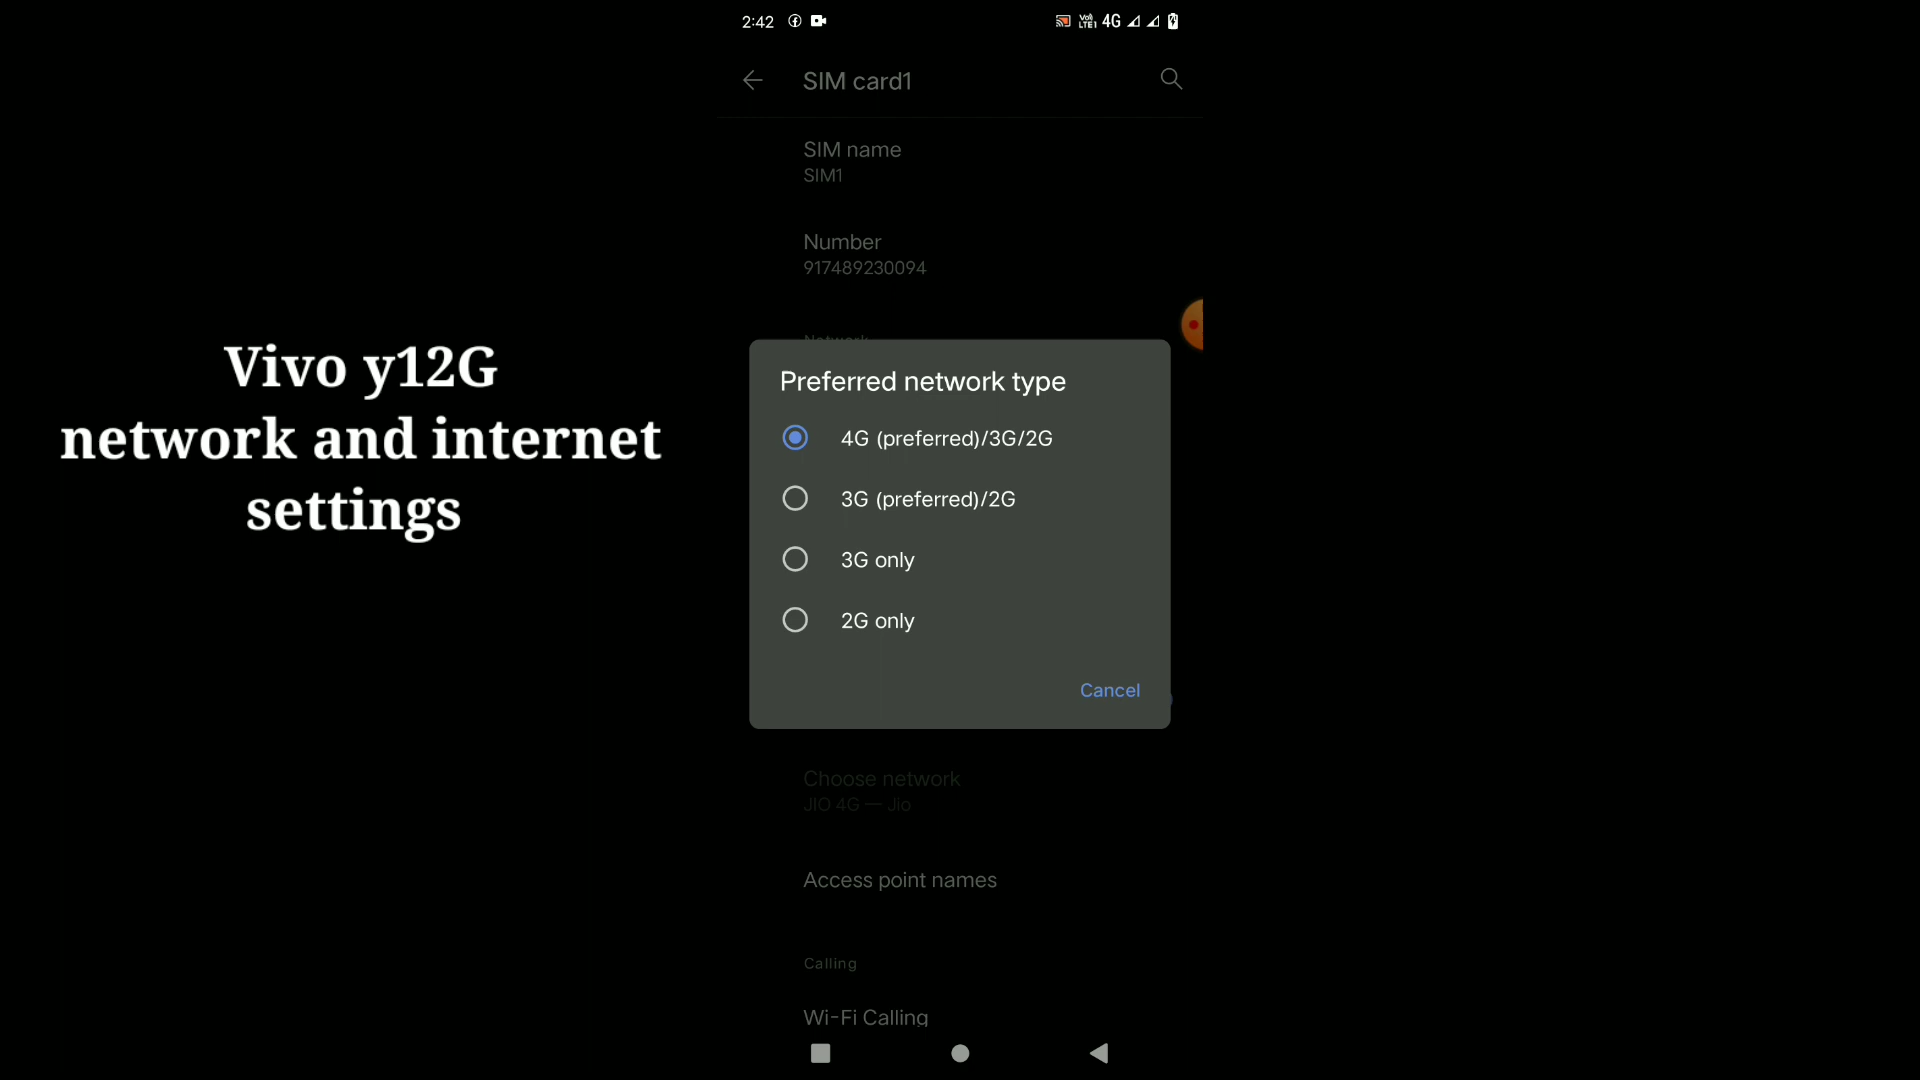 2:42
VoLTE1 4G
SIM card1
SIM name
SIM1
Number
917489230094
Network
Vivo y12G
network and internet
settings
Preferred network type
4G (preferred)/3G/2G
3G (preferred)/2G
3G only
2G only
Cancel
Choose network
JIO 4G — Jio
Access point names
Calling
Wi-Fi Calling